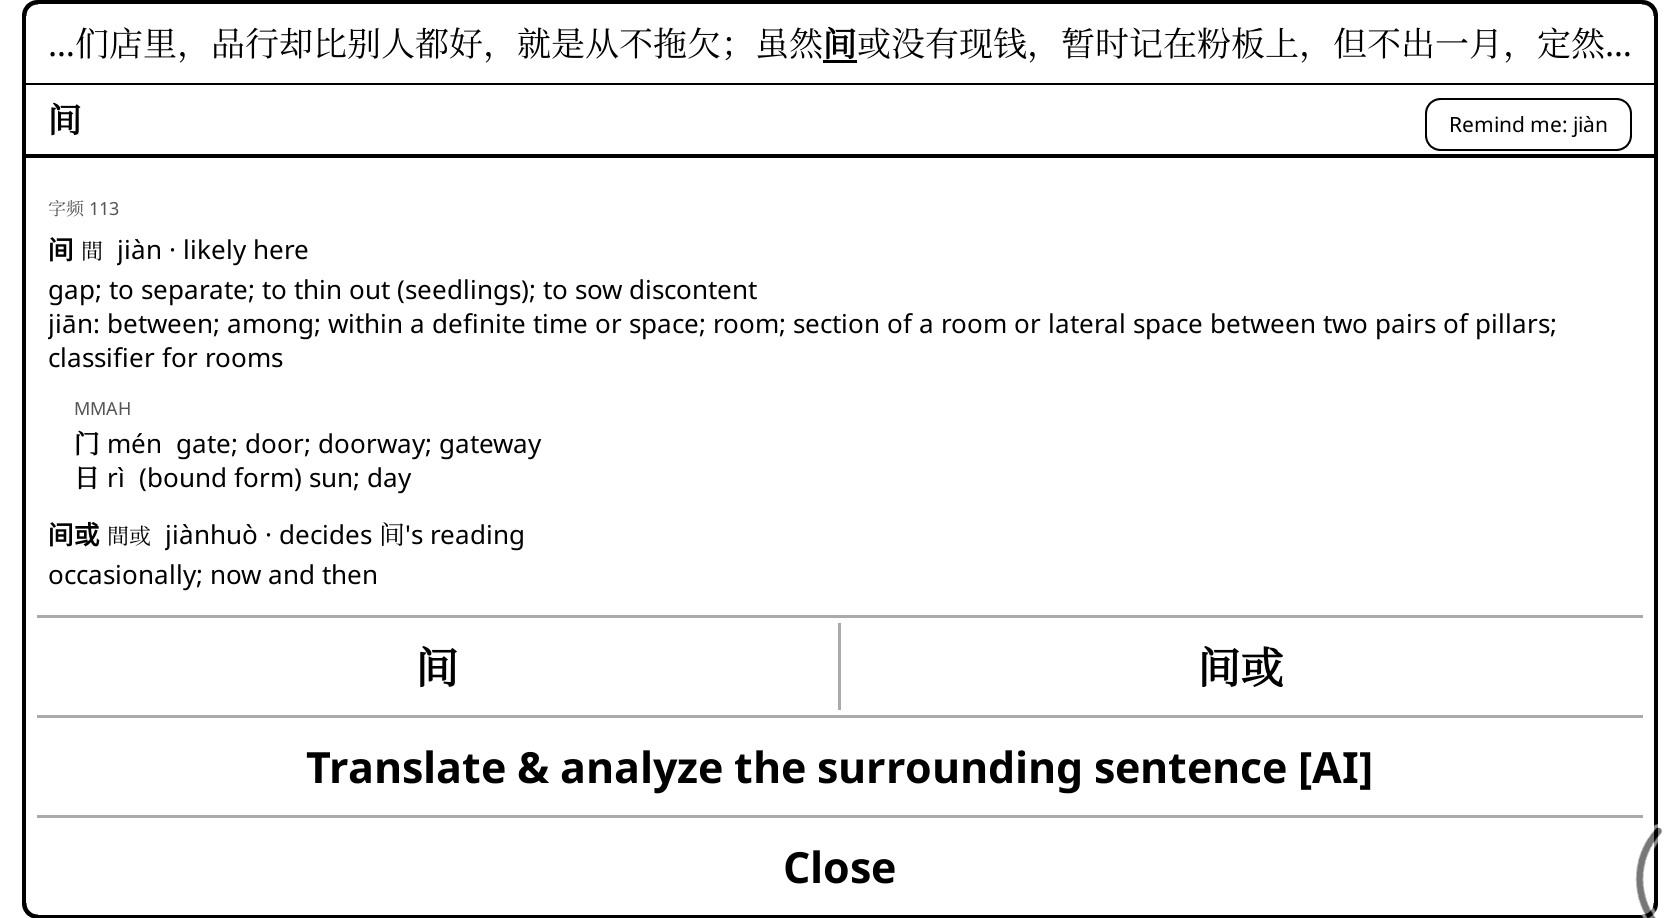 ...们店里，品行却比别人都好，就是从不拖欠；虽然间或没有现钱，暂时记在粉板上，但不出一月，定然...
间
Remind me: jiàn
字频 113
间 間 jiàn · likely here
gap; to separate; to thin out (seedlings); to sow discontent
jiān: between; among; within a definite time or space; room; section of a room or lateral space between two pairs of pillars;
classifier for rooms
MMAH
门 mén gate; door; doorway; gateway
日 rì (bound form) sun; day
间或 間或 jiànhuò · decides 间's reading
occasionally; now and then
间
间或
Translate & analyze the surrounding sentence [AI]
Close